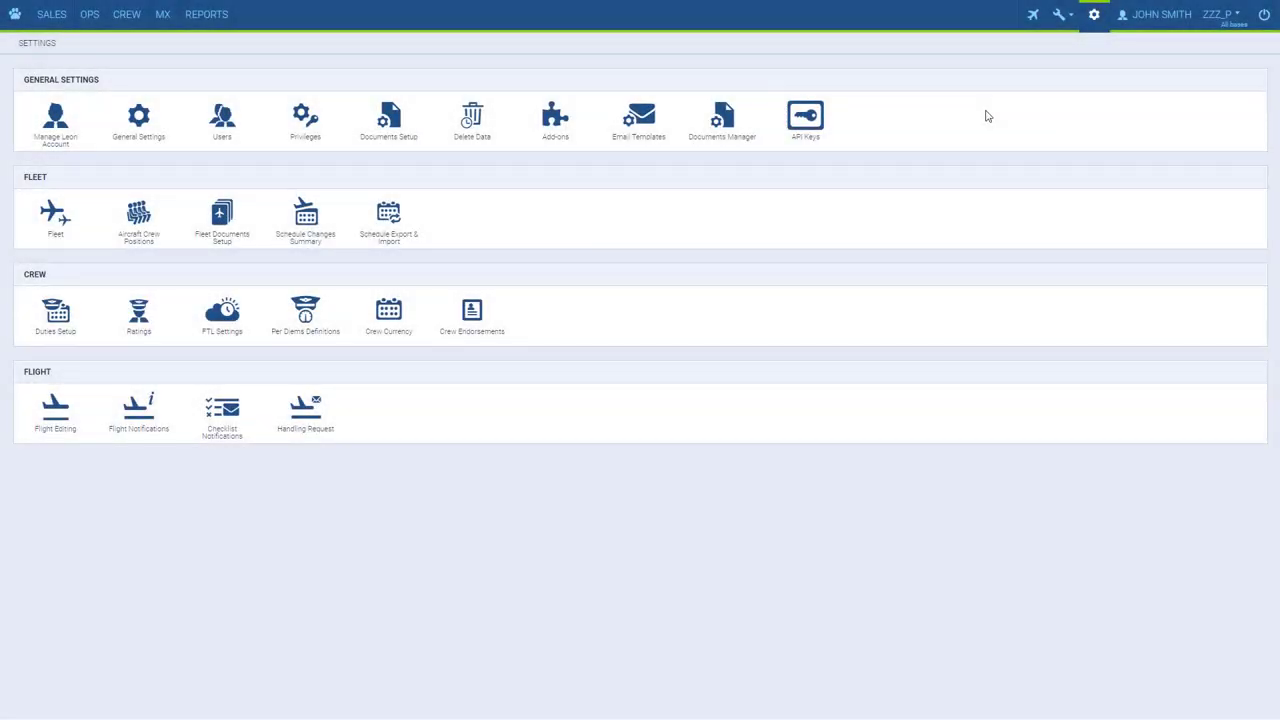 SALES OPS CREW MX REPORTS JOHN SMITH ZZZ_P
All bases
SETTINGS
GENERAL SETTINGS
Manage Leon Account
General Settings
Users
Privileges
Documents Setup
Delete Data
Add-ons
Email Templates
Documents Manager
API Keys
FLEET
Fleet
Aircraft Crew Positions
Fleet Documents Setup
Schedule Changes Summary
Schedule Export & Import
CREW
Duties Setup
Ratings
FTL Settings
Per Diems Definitions
Crew Currency
Crew Endorsements
FLIGHT
Flight Editing
Flight Notifications
Checklist Notifications
Handling Request